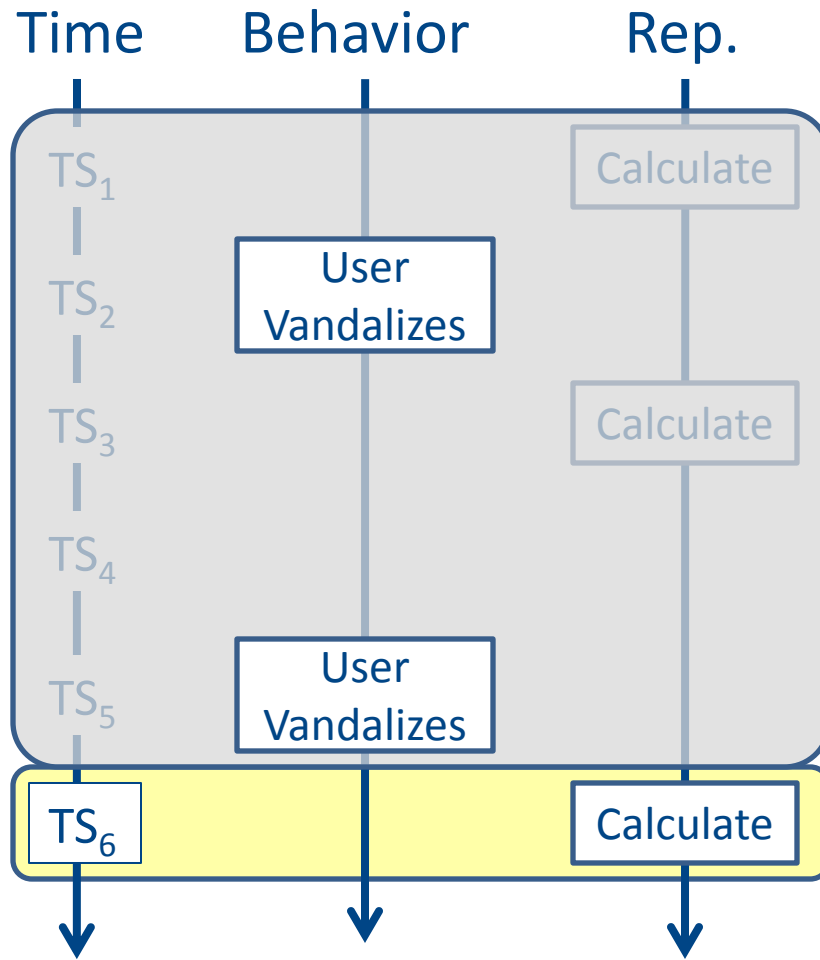 Time Behavior Rep.
TS₁ Calculate
User
TS₂
Vandalizes
TS₃ Calculate
TS₄
User
TS₅
Vandalizes
TS₆ Calculate